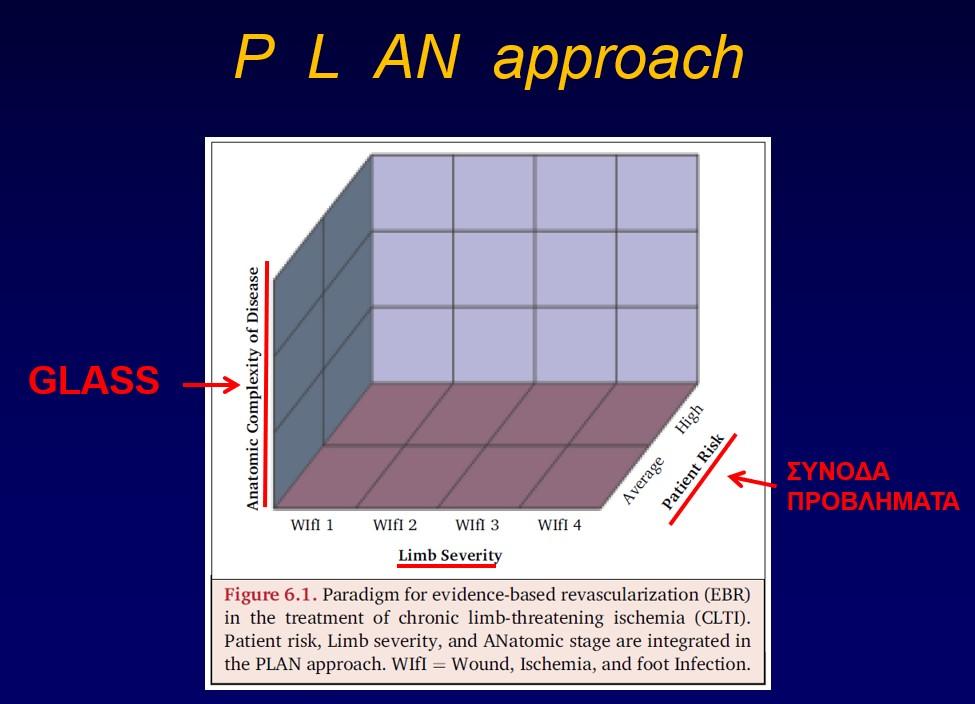 P L AN approach
Anatomic Complexity of Disease
GLASS
High
Average
Patient Risk
ΣΥΝΟΔΑ
ΠΡΟΒΛΗΜΑΤΑ
WIfI 1 WIfI 2 WIfI 3 WIfI 4
Limb Severity
Figure 6.1. Paradigm for evidence-based revascularization (EBR)
in the treatment of chronic limb-threatening ischemia (CLTI).
Patient risk, Limb severity, and ANatomic stage are integrated in
the PLAN approach. WIfI = Wound, Ischemia, and foot Infection.